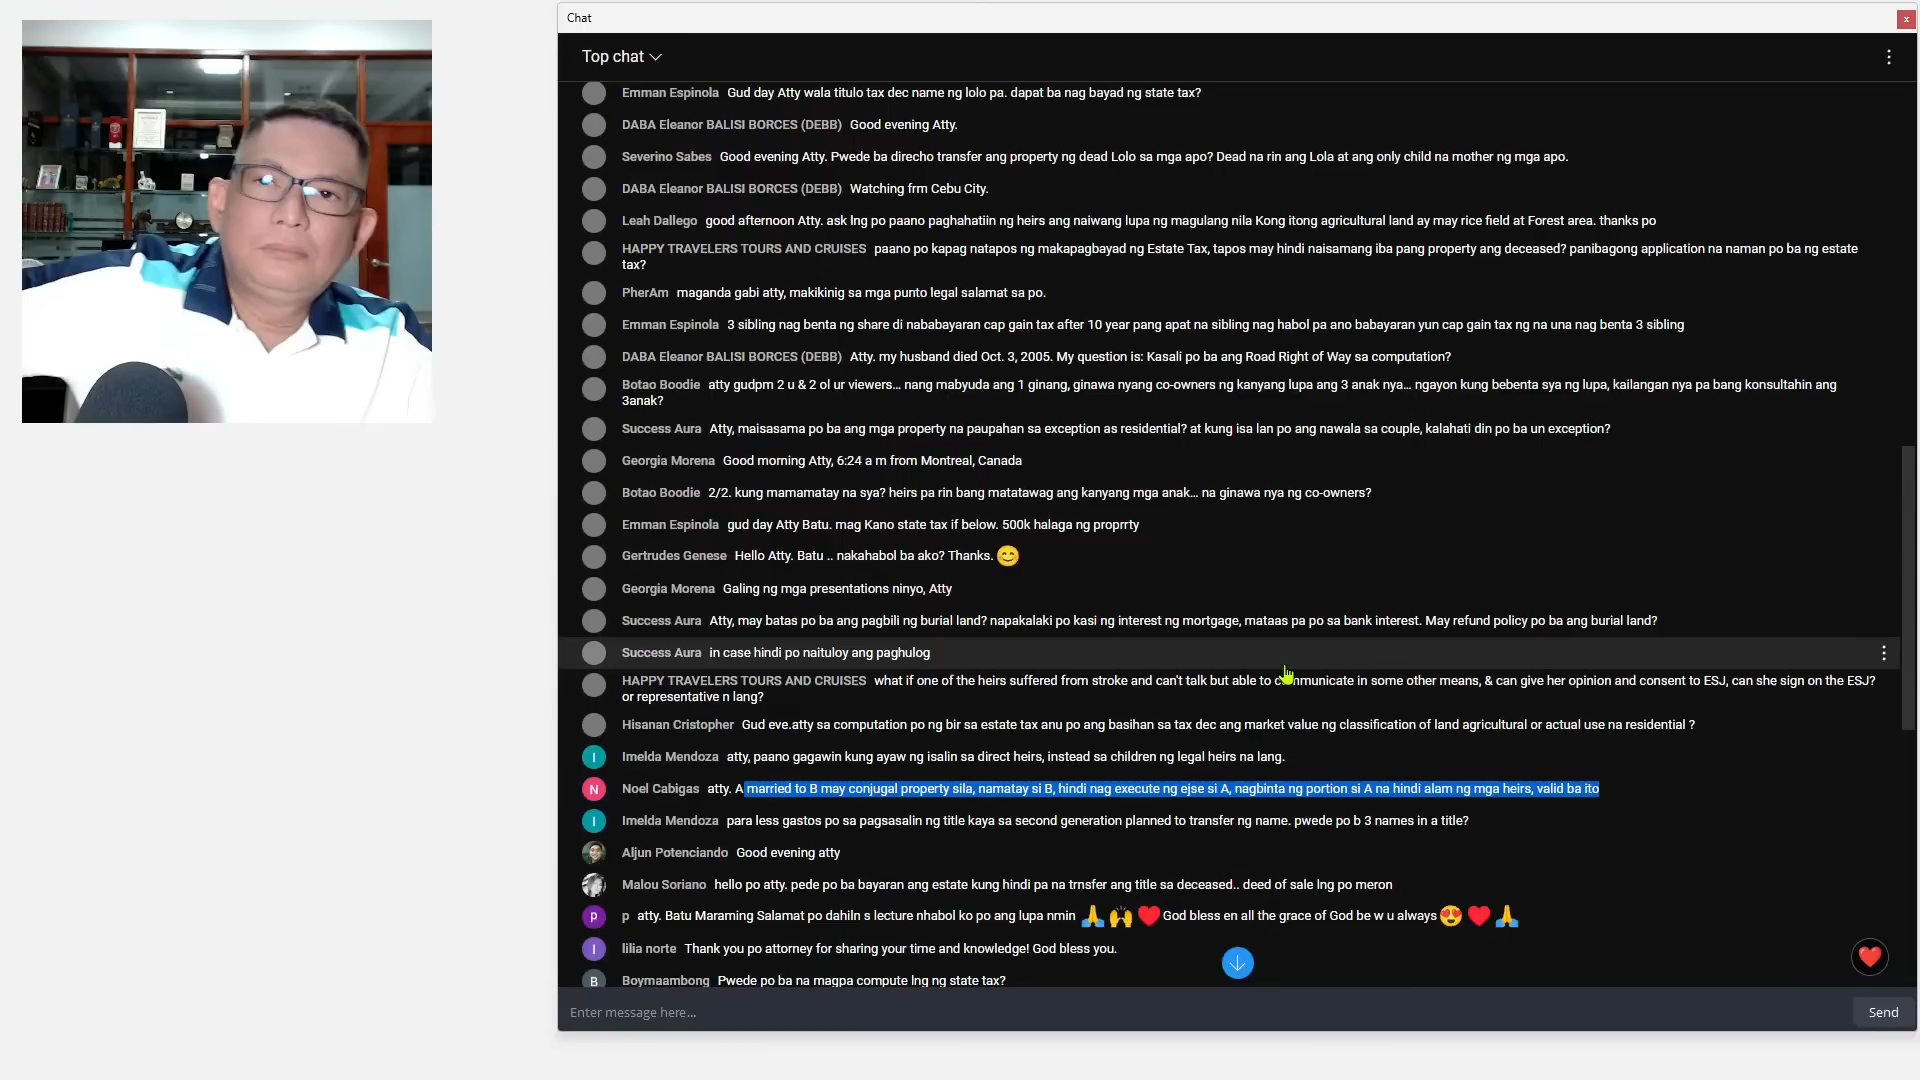 Chat
Top chat
Emman Espinola Gud day Atty wala titulo tax dec name ng lolo pa. dapat ba nag bayad ng state tax?
DABA Eleanor BALISI BORCES (DEBB) Good evening Atty.
Severino Sabes Good evening Atty. Pwede ba direcho transfer ang property ng dead Lolo sa mga apo? Dead na rin ang Lola at ang only child na mother ng mga apo.
DABA Eleanor BALISI BORCES (DEBB) Watching frm Cebu City.
Leah Dallego good afternoon Atty. ask lng po paano paghahatiin ng heirs ang naiwang lupa ng magulang nila Kong itong agricultural land ay may rice field at Forest area. thanks po
HAPPY TRAVELERS TOURS AND CRUISES paano po kapag natapos ng makapagbayad ng Estate Tax, tapos may hindi naisamang iba pang property ang deceased? panibagong application na naman po ba ng estate
tax?
PherAm maganda gabi atty, makikinig sa mga punto legal salamat sa po.
Emman Espinola 3 sibling nag benta ng share di nababayaran cap gain tax after 10 year pang apat na sibling nag habol pa ano babayaran yun cap gain tax ng na una nag benta 3 sibling
DABA Eleanor BALISI BORCES (DEBB) Atty. my husband died Oct. 3, 2005. My question is: Kasali po ba ang Road Right of Way sa computation?
Botao Boodie atty gudpm 2 u & 2 ol ur viewers... nang mabyuda ang 1 ginang, ginawa nyang co-owners ng kanyang lupa ang 3 anak nya... ngayon kung bebenta sya ng lupa, kailangan nya pa bang konsultahin ang
3anak?
Success Aura Atty, maisasama po ba ang mga property na paupahan sa exception as residential? at kung isa lan po ang nawala sa couple, kalahati din po ba un exception?
Georgia Morena Good morning Atty, 6:24 a m from Montreal, Canada
Botao Boodie 2/2. kung mamamatay na sya? heirs pa rin bang matatawag ang kanyang mga anak... na ginawa nya ng co-owners?
Emman Espinola gud day Atty Batu. mag Kano state tax if below. 500k halaga ng proprrty
Gertrudes Genese Hello Atty. Batu .. nakahabol ba ako? Thanks. 😊
Georgia Morena Galing ng mga presentations ninyo, Atty
Success Aura Atty, may batas po ba ang pagbili ng burial land? napakalaki po kasi ng interest ng mortgage, mataas pa po sa bank interest. May refund policy po ba ang burial land?
Success Aura in case hindi po naituloy ang paghulog
HAPPY TRAVELERS TOURS AND CRUISES what if one of the heirs suffered from stroke and can't talk but able to communicate in some other means, & can give her opinion and consent to ESJ, can she sign on the ESJ?
or representative n lang?
Hisanan Cristopher Gud eve.atty sa computation po ng bir sa estate tax anu po ang basihan sa tax dec ang market value ng classification of land agricultural or actual use na residential ?
I Imelda Mendoza atty, paano gagawin kung ayaw ng isalin sa direct heirs, instead sa children ng legal heirs na lang.
N Noel Cabigas atty. A married to B may conjugal property sila, namatay si B, hindi nag execute ng ejse si A, nagbinta ng portion si A na hindi alam ng mga heirs, valid ba ito
I Imelda Mendoza para less gastos po sa pagsasalin ng title kaya sa second generation planned to transfer ng name. pwede po b 3 names in a title?
Aljun Potenciando Good evening atty
Malou Soriano hello po atty. pede po ba bayaran ang estate kung hindi pa na trnsfer ang title sa deceased.. deed of sale lng po meron
p p atty. Batu Maraming Salamat po dahiln s lecture nhabol ko po ang lupa nmin 🙏 🙌 ❤️ God bless en all the grace of God be w u always 😍 ❤️ 🙏
l lilia norte Thank you po attorney for sharing your time and knowledge! God bless you.
B Boymaambong Pwede po ba na magpa compute lng ng state tax?
Enter message here...
Send